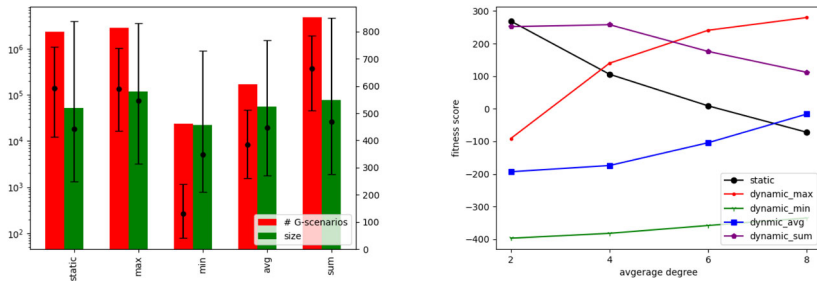 10^6
10^5
10^4
10^3
10^2
800
700
600
500
400
300
200
100
0
# G-scenarios
size
static
max
min
avg
sum
fitness score
300
200
100
0
−100
−200
−300
−400
static
dynamic_max
dynamic_min
dynmic_avg
dynamic_sum
2
4
6
8
avgerage degree